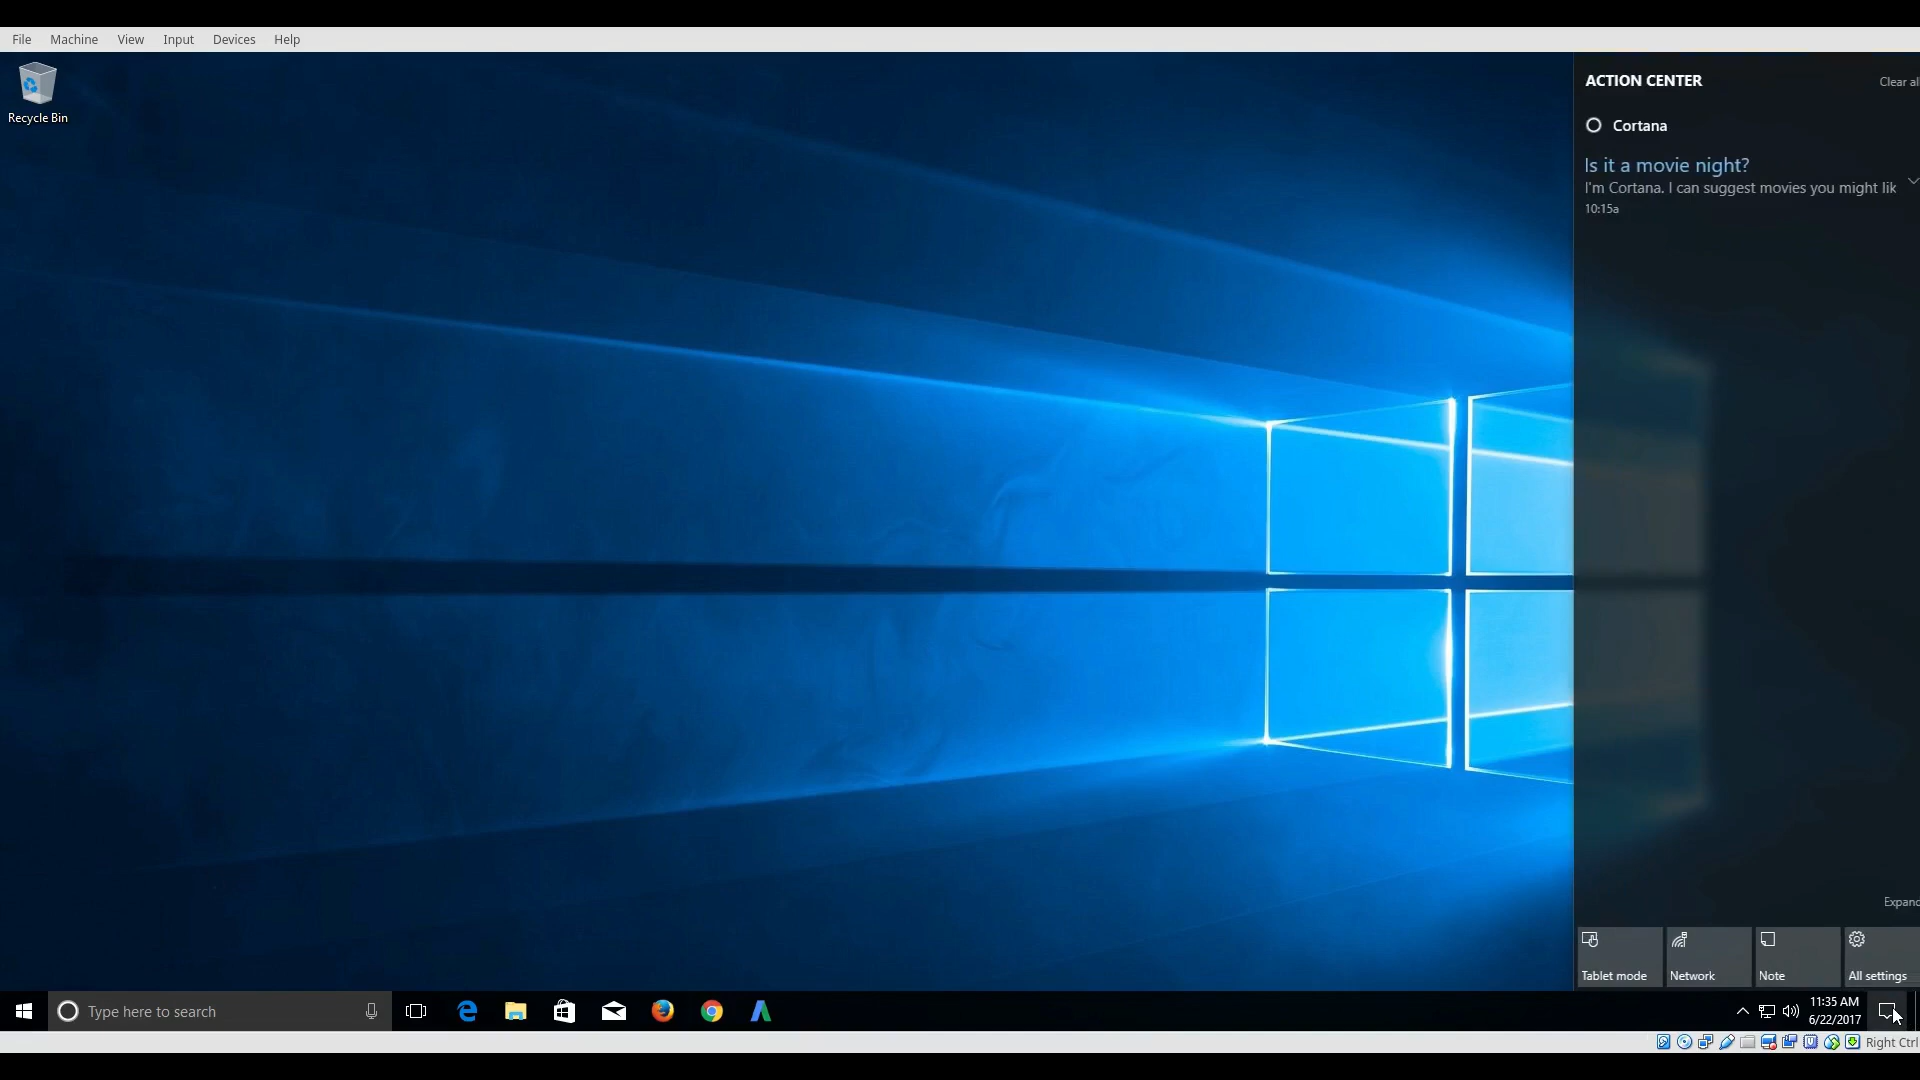 File Machine View Input Devices Help
Recycle Bin
ACTION CENTER
Clear al
Cortana
Is it a movie night?
I'm Cortana. I can suggest movies you might lik
10:15a
Expand
Tablet mode
Network
Note
All settings
Type here to search
11:35 AM
6/22/2017
Right Ctrl